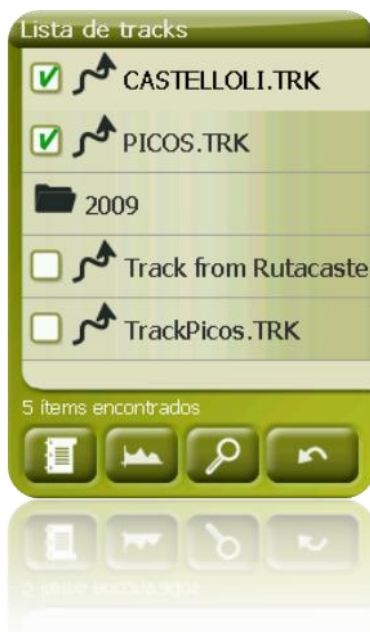 Lista de tracks
CASTELLOLI.TRK
PICOS.TRK
2009
Track from Rutacaste
TrackPicos.TRK
5 ítems encontrados